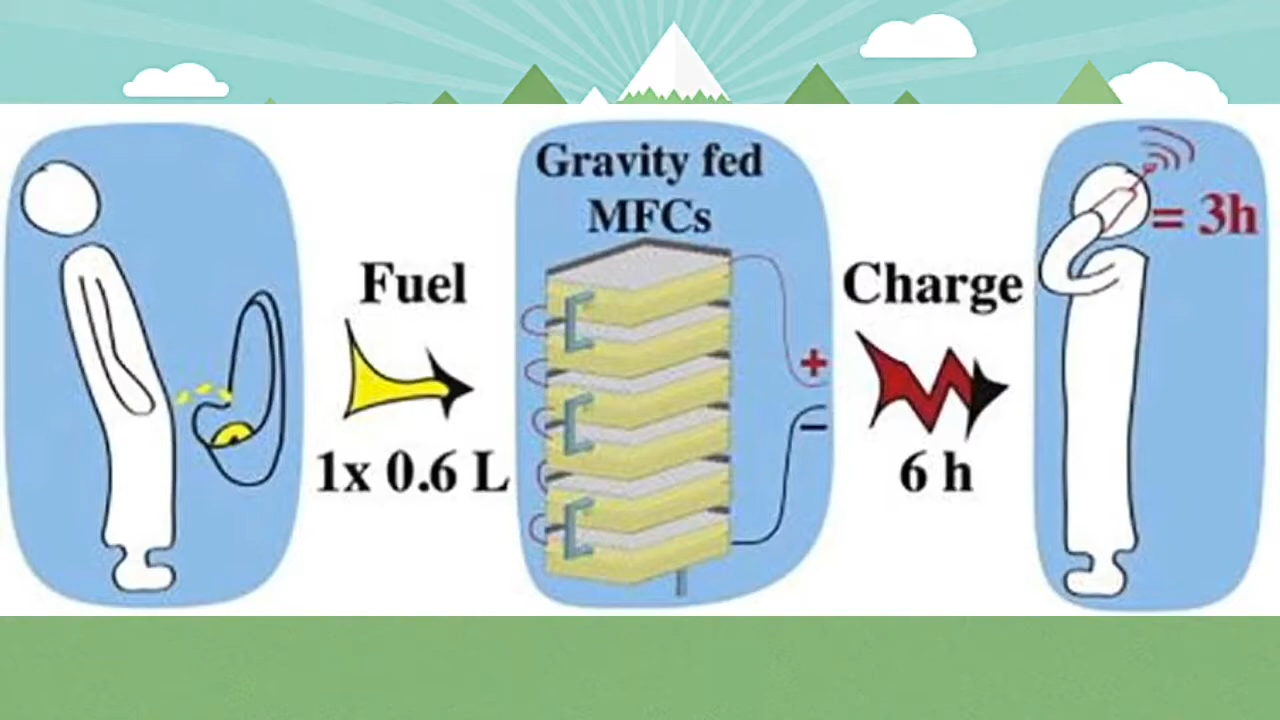 Fuel
1x 0.6 L
Gravity fed
MFCs
+
−
Charge
6 h
= 3h